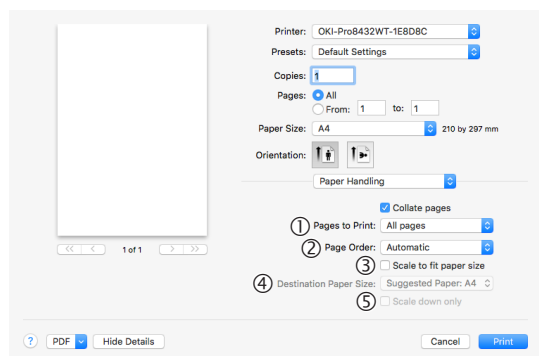 Printer: OKI-Pro8432WT-1E8D8C
Presets: Default Settings
Copies: 1
Pages: All
From: 1 to: 1
Paper Size: A4 210 by 297 mm
Orientation:
Paper Handling
Collate pages
① Pages to Print: All pages
② Page Order: Automatic
③ Scale to fit paper size
④ Destination Paper Size: Suggested Paper: A4
⑤ Scale down only
<< < 1 of 1 > >>
? PDF Hide Details Cancel Print